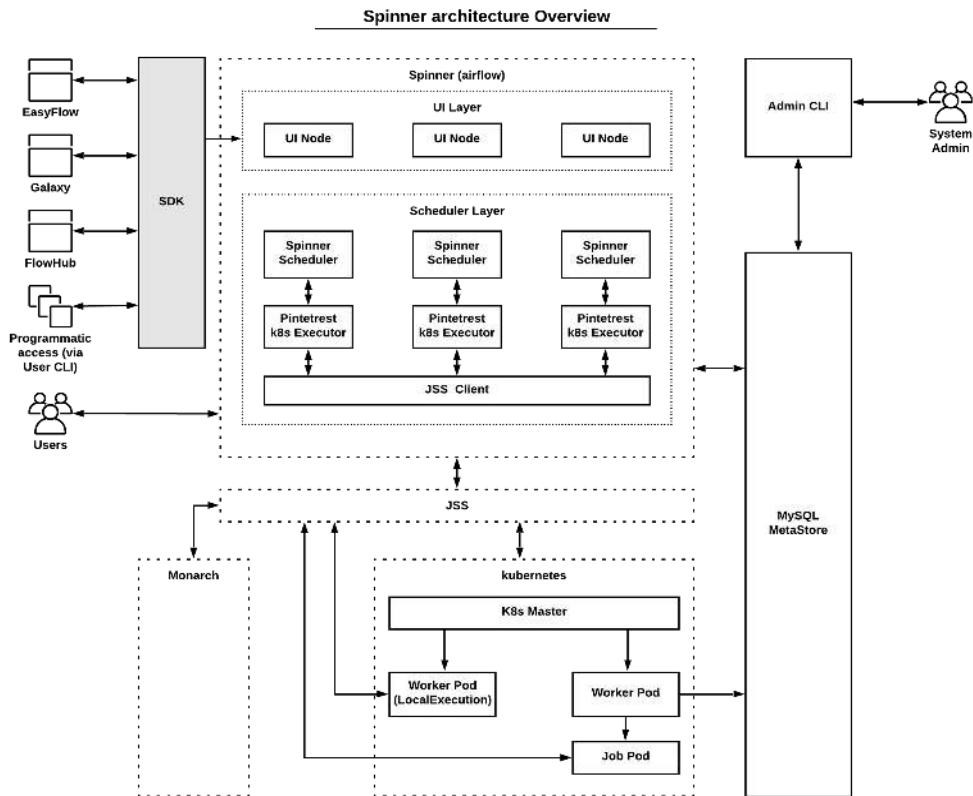 Spinner architecture Overview
EasyFlow
Galaxy
FlowHub
Programmatic
access (via
User CLI)
Users
SDK
Spinner (airflow)
UI Layer
UI Node
UI Node
UI Node
Scheduler Layer
Spinner
Scheduler
Spinner
Scheduler
Spinner
Scheduler
Pintetrest
k8s Executor
Pintetrest
k8s Executor
Pintetrest
k8s Executor
JSS Client
Admin CLI
System
Admin
JSS
MySQL
MetaStore
Monarch
kubernetes
K8s Master
Worker Pod
(LocalExecution)
Worker Pod
Job Pod